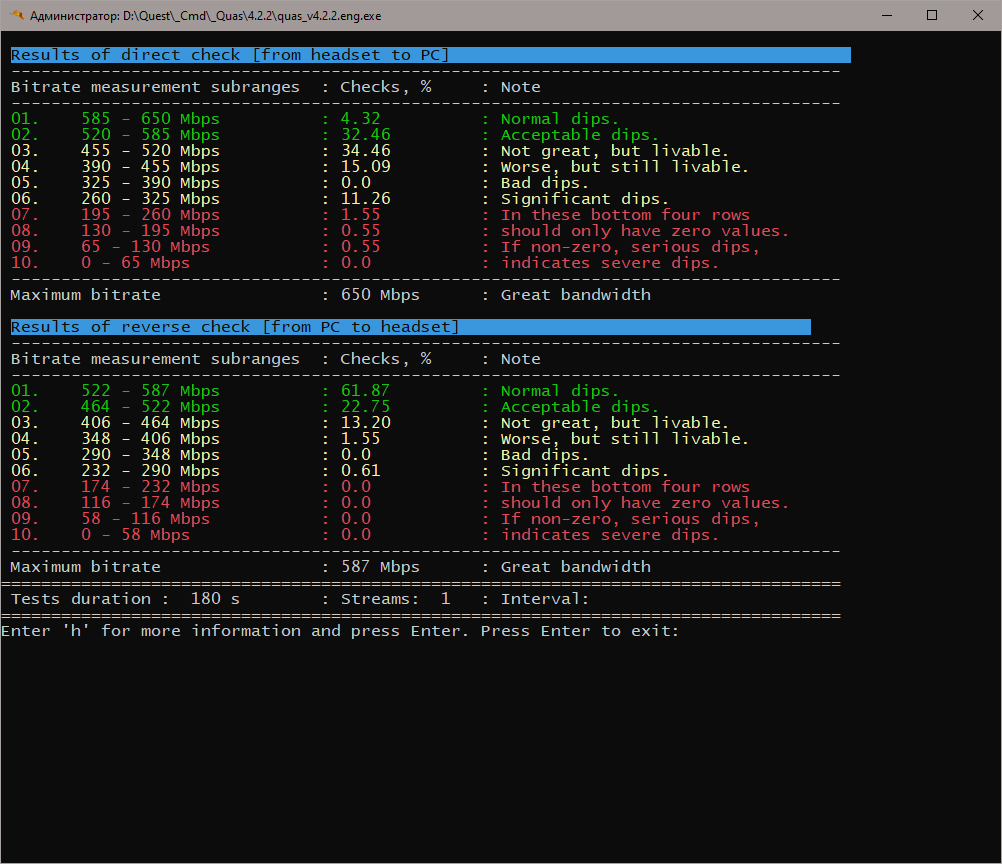 Администратор: D:\Quest\_Cmd\_Quas\4.2.2\quas_v4.2.2.eng.exe
Results of direct check [from headset to PC]
-----------------------------------------------------------------------------------
Bitrate measurement subranges  : Checks, %     : Note
-----------------------------------------------------------------------------------
01.    585 - 650 Mbps          : 4.32          : Normal dips.
02.    520 - 585 Mbps          : 32.46         : Acceptable dips.
03.    455 - 520 Mbps          : 34.46         : Not great, but livable.
04.    390 - 455 Mbps          : 15.09         : Worse, but still livable.
05.    325 - 390 Mbps          : 0.0           : Bad dips.
06.    260 - 325 Mbps          : 11.26         : Significant dips.
07.    195 - 260 Mbps          : 1.55          : In these bottom four rows
08.    130 - 195 Mbps          : 0.55          : should only have zero values.
09.    65 - 130 Mbps           : 0.55          : If non-zero, serious dips,
10.    0 - 65 Mbps             : 0.0           : indicates severe dips.
-----------------------------------------------------------------------------------
Maximum bitrate                : 650 Mbps      : Great bandwidth
Results of reverse check [from PC to headset]
-----------------------------------------------------------------------------------
Bitrate measurement subranges  : Checks, %     : Note
-----------------------------------------------------------------------------------
01.    522 - 587 Mbps          : 61.87         : Normal dips.
02.    464 - 522 Mbps          : 22.75         : Acceptable dips.
03.    406 - 464 Mbps          : 13.20         : Not great, but livable.
04.    348 - 406 Mbps          : 1.55          : Worse, but still livable.
05.    290 - 348 Mbps          : 0.0           : Bad dips.
06.    232 - 290 Mbps          : 0.61          : Significant dips.
07.    174 - 232 Mbps          : 0.0           : In these bottom four rows
08.    116 - 174 Mbps          : 0.0           : should only have zero values.
09.    58 - 116 Mbps           : 0.0           : If non-zero, serious dips,
10.    0 - 58 Mbps             : 0.0           : indicates severe dips.
-----------------------------------------------------------------------------------
Maximum bitrate                : 587 Mbps      : Great bandwidth
====================================================================================
Tests duration :  180 s        : Streams:  1   : Interval:
====================================================================================
Enter 'h' for more information and press Enter. Press Enter to exit: